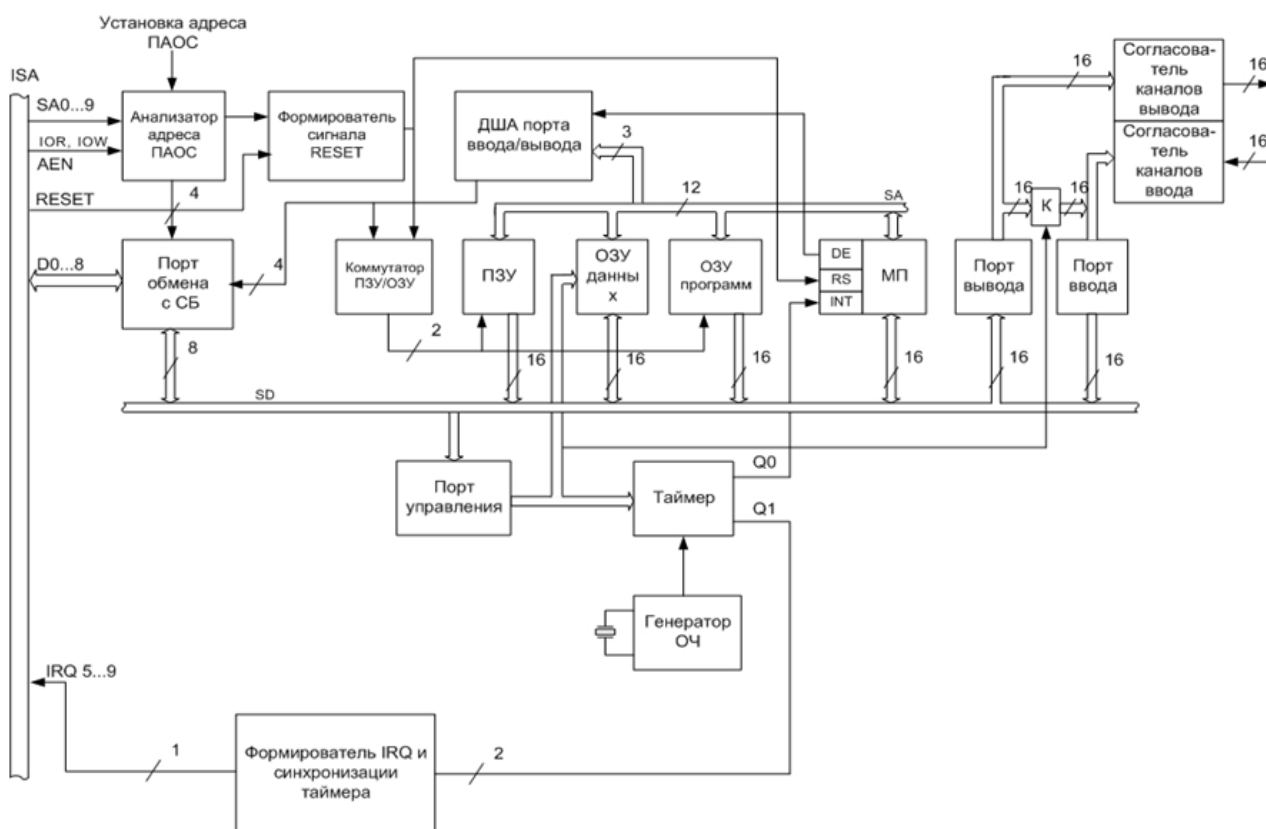 Установка адреса
ПАОС
ISA
SA0...9
IOR, IOW
AEN
RESET
Анализатор
адреса
ПАОС
4
Формирователь
сигнала
RESET
ДША порта
ввода/вывода
3
12
SA
16
Согласова-
тель
каналов
вывода
16
Согласова-
тель
каналов
ввода
16
D0...8
Порт
обмена
с СБ
4
8
Коммутатор
ПЗУ/ОЗУ
2
ПЗУ
16
ОЗУ
данны
х
16
ОЗУ
программ
16
DE
RS
INT
МП
16
16
К
16
Порт
вывода
16
Порт
ввода
16
SD
Порт
управления
Таймер
Q0
Q1
Генератор
ОЧ
IRQ 5...9
1
Формирователь IRQ и
синхронизации
таймера
2